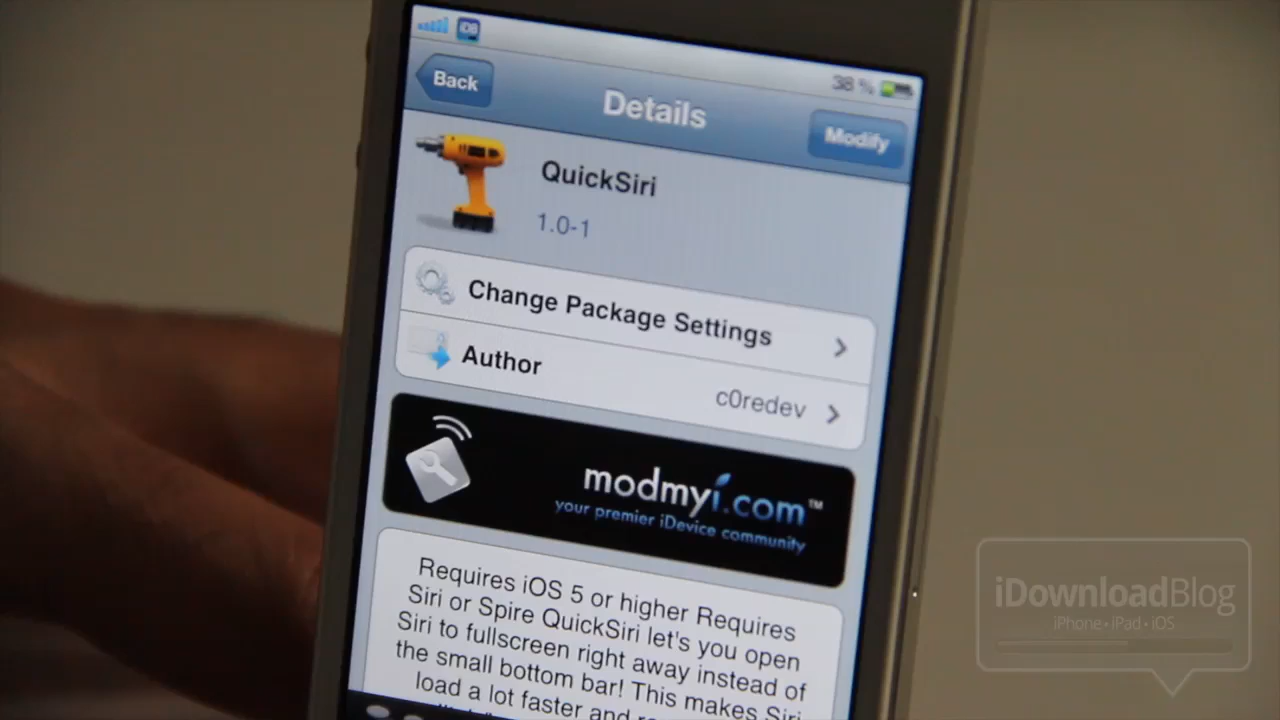 iDB
38 %
Back
Details
Modify
QuickSiri
1.0-1
Change Package Settings
Author
c0redev
modmyi.com™
your premier iDevice community
Requires iOS 5 or higher Requires
Siri or Spire QuickSiri let's you open
Siri to fullscreen right away instead of
the small bottom bar! This makes Siri
load a lot faster and
iDownloadBlog
iPhone • iPad • iOS